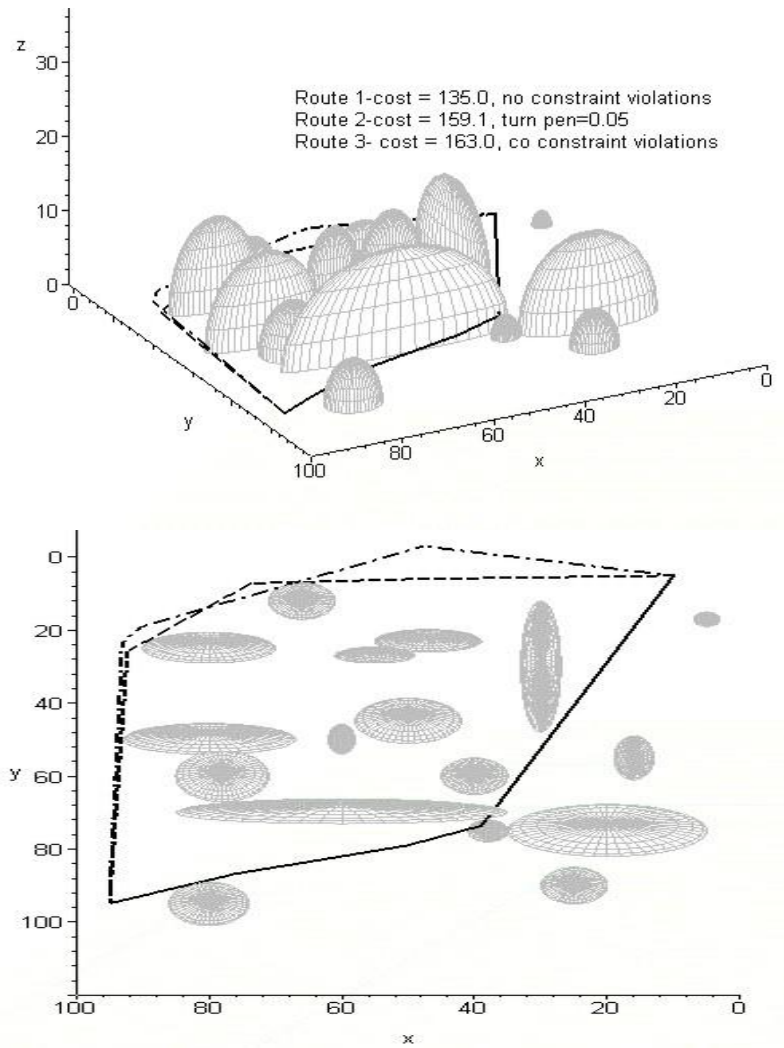 z
30
20
10
0
Route 1-cost = 135.0, no constraint violations
Route 2-cost = 159.1, turn pen=0.05
Route 3- cost = 163.0, co constraint violations
0
y
100
80
60
40
20
0
x
0
20
40
y 60
80
100
100 80 60 40 20 0
x